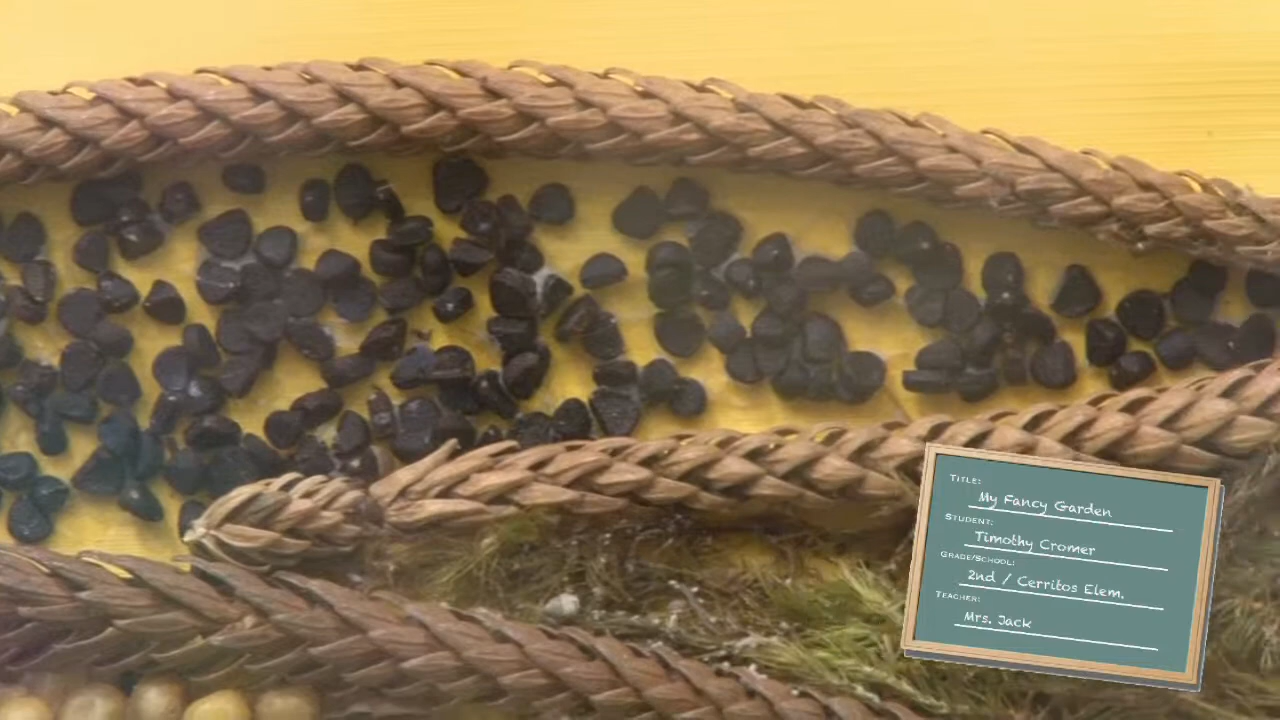 Title:
My Fancy Garden
Student:
Timothy Cromer
Grade/School:
2nd / Cerritos Elem.
Teacher:
Mrs. Jack